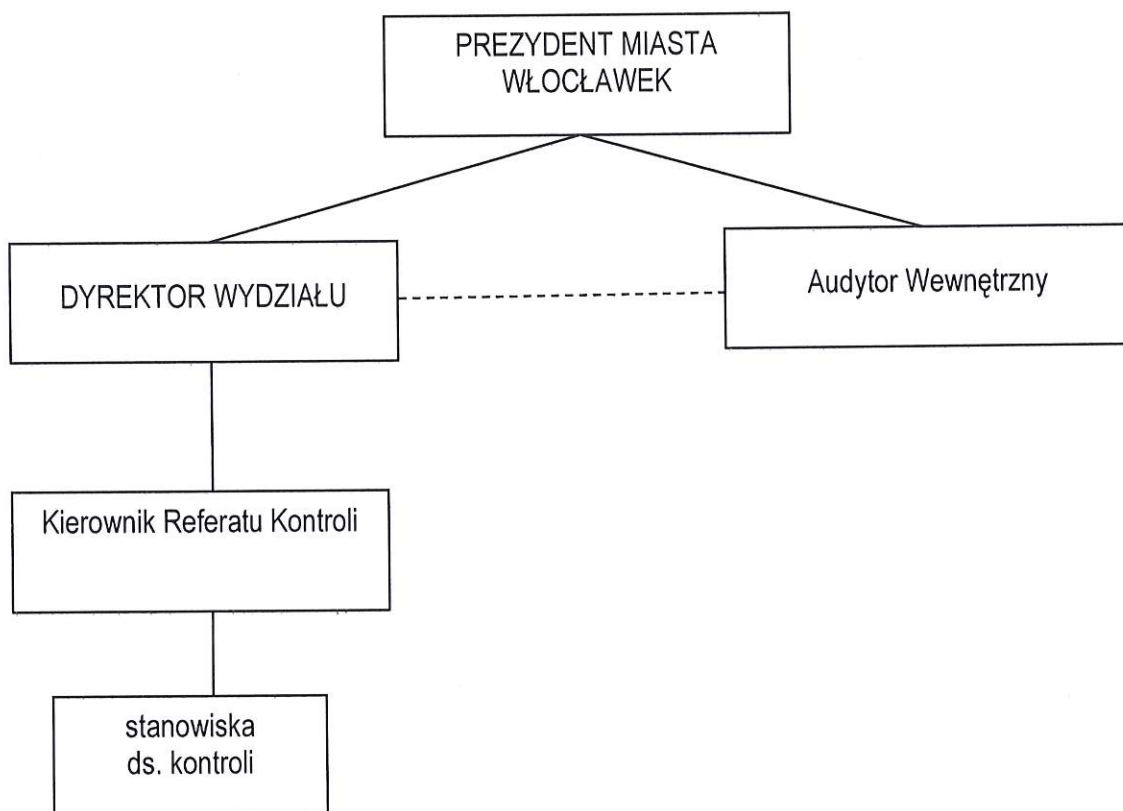 PREZYDENT MIASTA
WŁOCŁAWEK
DYREKTOR WYDZIAŁU
Audytor Wewnętrzny
Kierownik Referatu Kontroli
stanowiska
ds. kontroli